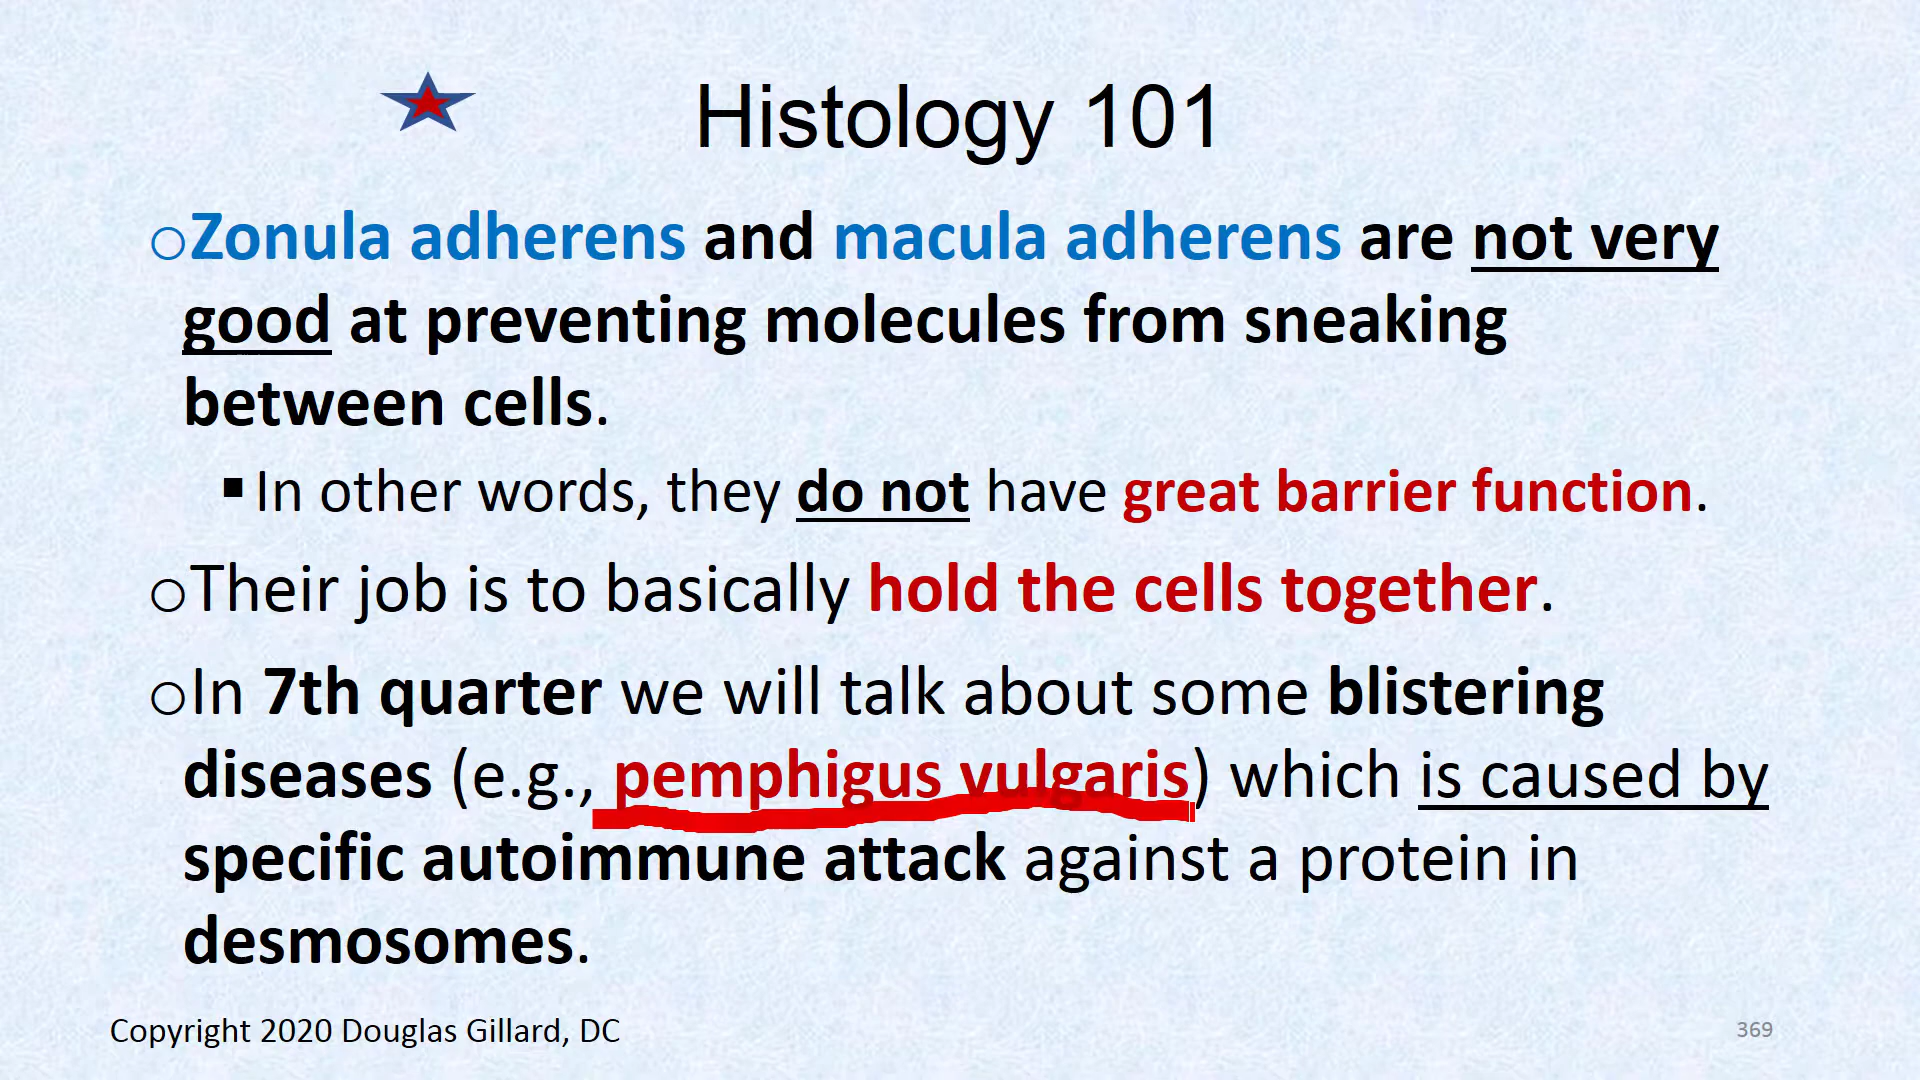 Histology 101
oZonula adherens and macula adherens are not very
good at preventing molecules from sneaking
between cells.
▪In other words, they do not have great barrier function.
oTheir job is to basically hold the cells together.
oIn 7th quarter we will talk about some blistering
diseases (e.g., pemphigus vulgaris) which is caused by
specific autoimmune attack against a protein in
desmosomes.
Copyright 2020 Douglas Gillard, DC
369